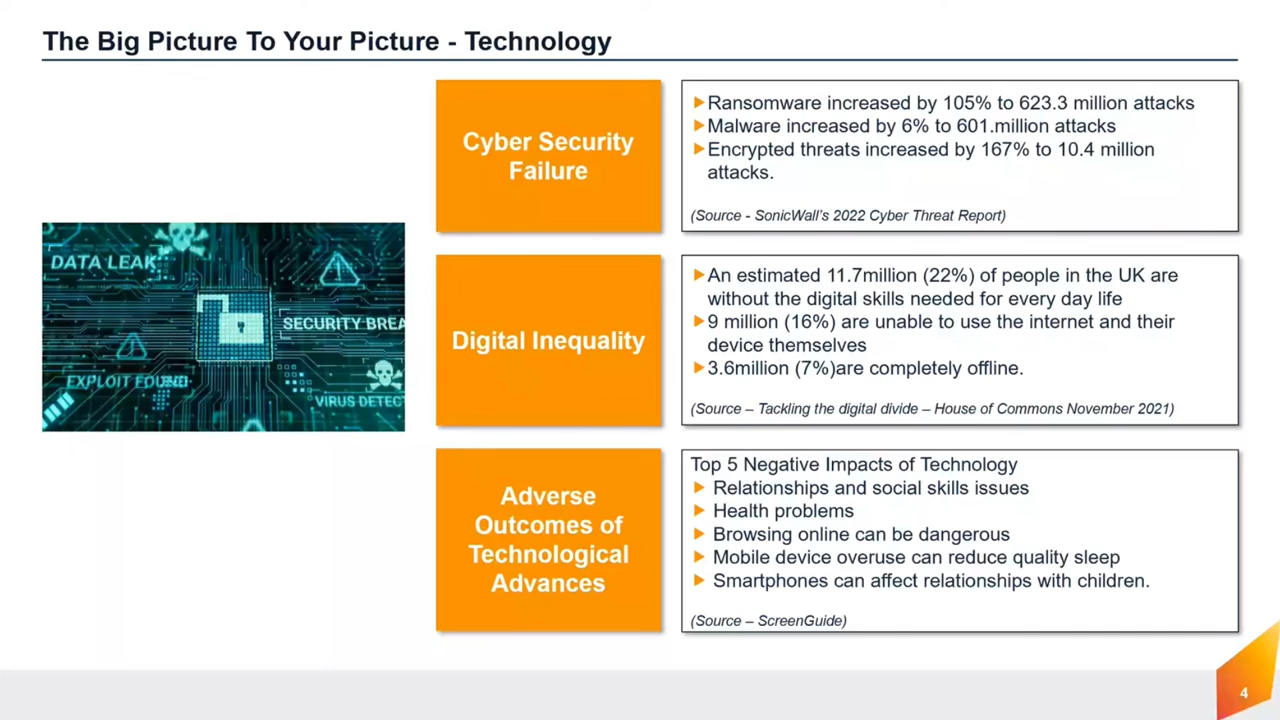 The Big Picture To Your Picture - Technology
Cyber Security
Failure
▶Ransomware increased by 105% to 623.3 million attacks
▶Malware increased by 6% to 601.million attacks
▶Encrypted threats increased by 167% to 10.4 million
attacks.
(Source - SonicWall's 2022 Cyber Threat Report)
DATA LEAK
SECURITY BREA
EXPLOIT FOUND
VIRUS DETECT
Digital Inequality
▶An estimated 11.7million (22%) of people in the UK are
without the digital skills needed for every day life
▶9 million (16%) are unable to use the internet and their
device themselves
▶3.6million (7%)are completely offline.
(Source – Tackling the digital divide – House of Commons November 2021)
Adverse
Outcomes of
Technological
Advances
Top 5 Negative Impacts of Technology
▶ Relationships and social skills issues
▶ Health problems
▶ Browsing online can be dangerous
▶ Mobile device overuse can reduce quality sleep
▶ Smartphones can affect relationships with children.
(Source – ScreenGuide)
4